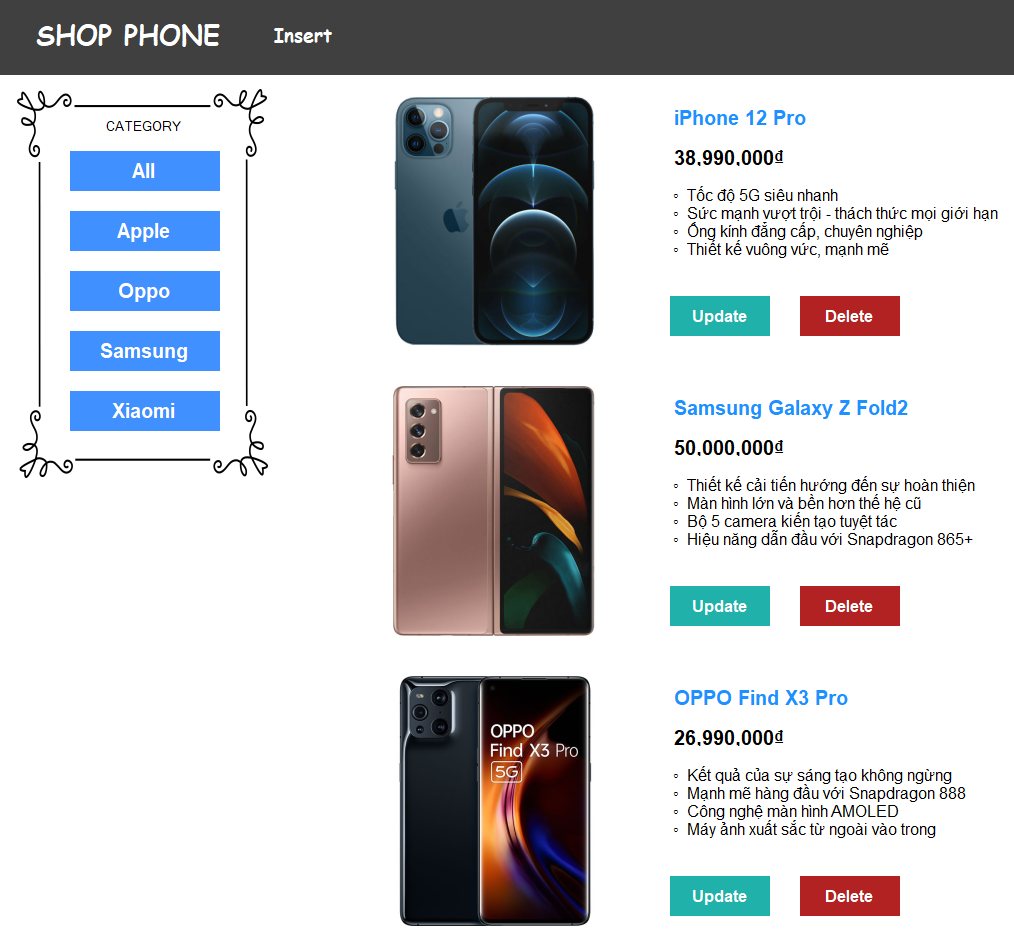 SHOP PHONE
Insert
CATEGORY
All
Apple
Oppo
Samsung
Xiaomi
iPhone 12 Pro
38,990,000₫
◦ Tốc độ 5G siêu nhanh
◦ Sức mạnh vượt trội - thách thức mọi giới hạn
◦ Ống kính đẳng cấp, chuyên nghiệp
◦ Thiết kế vuông vức, mạnh mẽ
Update
Delete
Samsung Galaxy Z Fold2
50,000,000₫
◦ Thiết kế cải tiến hướng đến sự hoàn thiện
◦ Màn hình lớn và bền hơn thế hệ cũ
◦ Bộ 5 camera kiến tạo tuyệt tác
◦ Hiệu năng dẫn đầu với Snapdragon 865+
Update
Delete
OPPO
Find X3 Pro
5G
OPPO Find X3 Pro
26,990,000₫
◦ Kết quả của sự sáng tạo không ngừng
◦ Mạnh mẽ hàng đầu với Snapdragon 888
◦ Công nghệ màn hình AMOLED
◦ Máy ảnh xuất sắc từ ngoài vào trong
Update
Delete